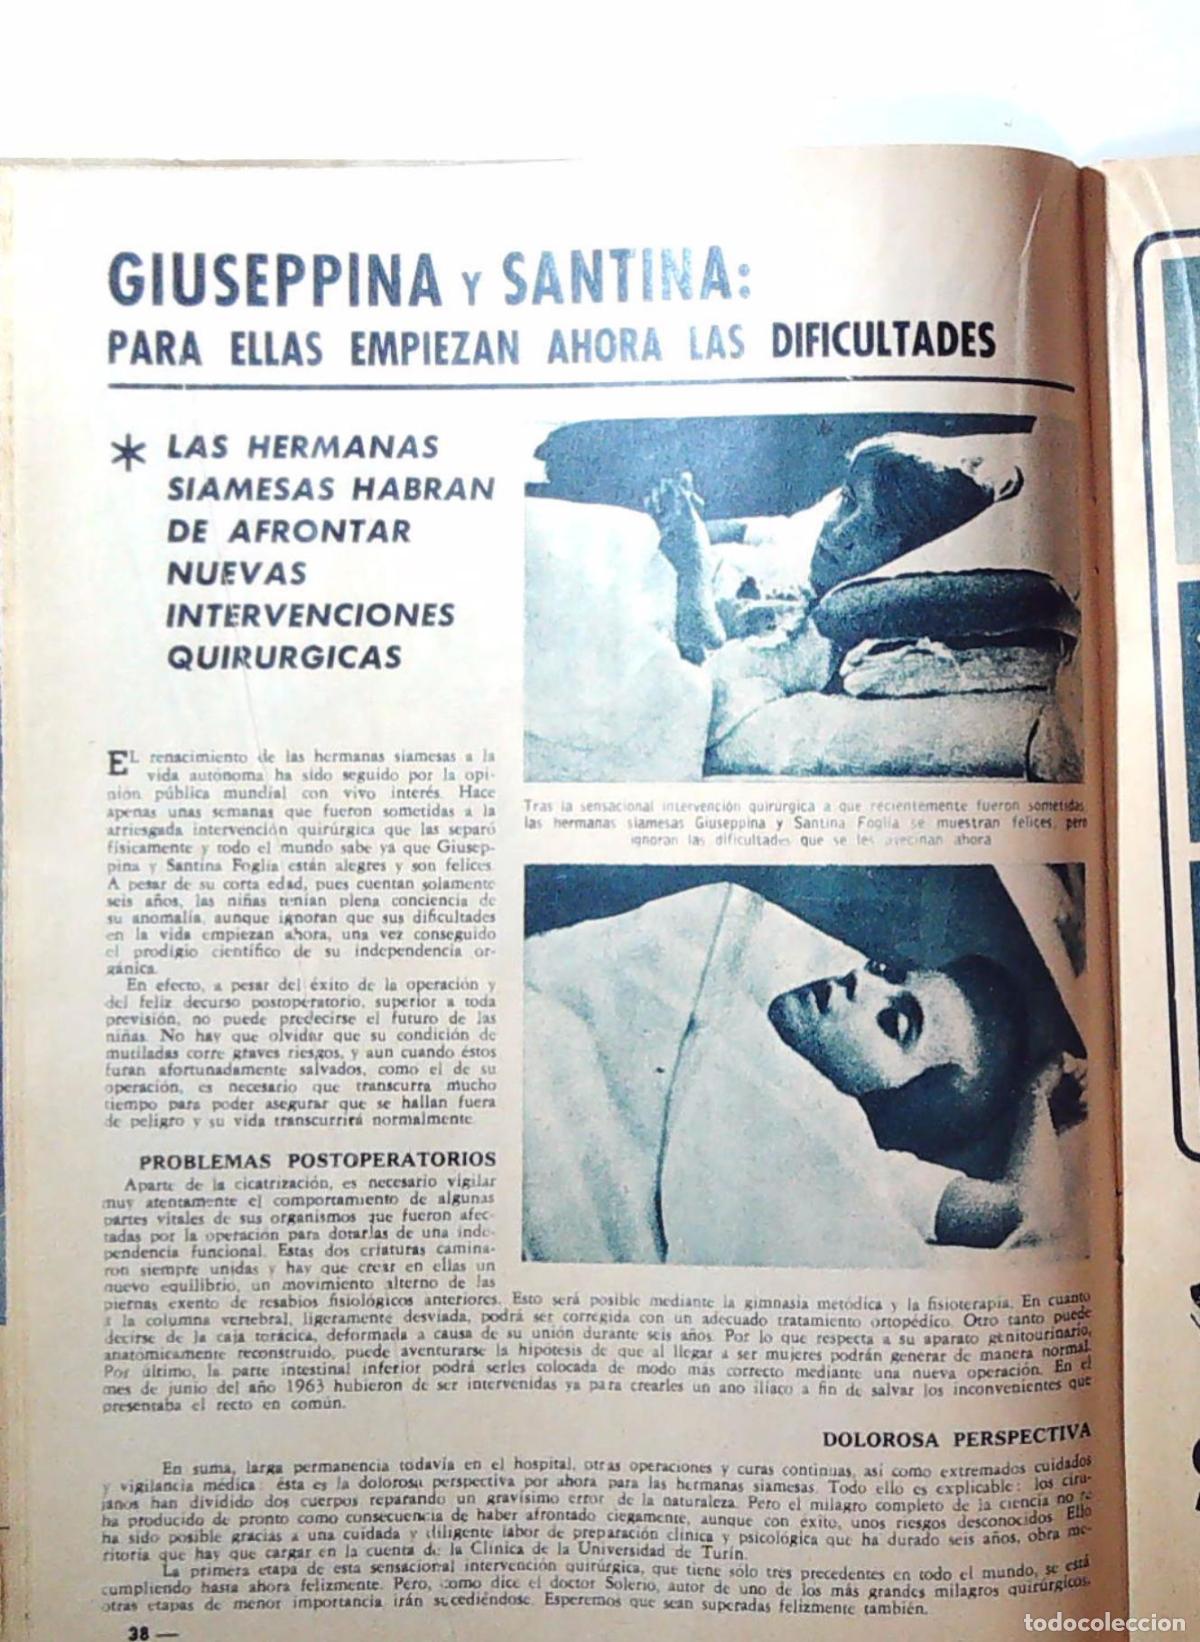 GIUSEPPINA Y SANTINA:
PARA ELLAS EMPIEZAN AHORA LAS DIFICULTADES
* LAS HERMANAS
SIAMESAS HABRAN
DE AFRONTAR
NUEVAS
INTERVENCIONES
QUIRURGICAS
EL renacimiento de las hermanas siamesas a la
vida autónoma ha sido seguido por la opi-
nión pública mundial con vivo interés. Hace
apenas unas semanas que fueron sometidas a la
arriesgada intervención quirúrgica que las separó
físicamente y todo el mundo sabe ya que Giusep-
pina y Santina Foglia están alegres y son felices.
A pesar de su corta edad, pues cuentan solamente
seis años, las niñas tenían plena conciencia de
su anomalía, aunque ignoran que sus dificultades
en la vida empiezan ahora, una vez conseguido
el prodigio científico de su independencia or-
gánica.
En efecto, a pesar del éxito de la operación y
del feliz decurso postoperatorio, superior a toda
previsión, no puede predecirse el futuro de las
niñas. No hay que olvidar que su condición de
mutiladas corre graves riesgos, y aun cuando éstos
furan afortunadamente salvados, como el de su
operación, es necesario que transcurra mucho
tiempo para poder asegurar que se hallan fuera
de peligro y su vida transcurrirá normalmente.
PROBLEMAS POSTOPERATORIOS
Aparte de la cicatrización, es necesario vigilar
muy atentamente el comportamiento de algunas
partes vitales de sus organismos que fueron afec-
tadas por la operación para dotarlas de una inde-
pendencia funcional. Estas dos criaturas camina-
ron siempre unidas y hay que crear en ellas un
nuevo equilibrio, un movimiento alterno de las
piernas exento de resabios fisiológicos anteriores. Esto será posible mediante la gimnasia metódica y la fisioterapia. En cuanto
a la columna vertebral, ligeramente desviada, podrá ser corregida con un adecuado tratamiento ortopédico. Otro tanto puede
decirse de la caja torácica, deformada a causa de su unión durante seis años. Por lo que respecta a su aparato genitourinario,
anatómicamente reconstruido, puede aventurarse la hipótesis de que al llegar a ser mujeres podrán generar de manera normal.
Por último, la parte intestinal inferior podrá serles colocada de modo más correcto mediante una nueva operación. En el
mes de junio del año 1963 hubieron de ser intervenidas ya para crearles un ano ilíaco a fin de salvar los inconvenientes que
presentaba el recto en común.
Tras la sensacional intervención quirúrgica a que recientemente fueron sometidas
las hermanas siamesas Giuseppina y Santina Foglia se muestran felices, pero
ignoran las dificultades que se les avecinan ahora
DOLOROSA PERSPECTIVA
En suma, larga permanencia todavía en el hospital, otras operaciones y curas continuas, así como extremados cuidados
y vigilancia médica: ésta es la dolorosa perspectiva por ahora para las hermanas siamesas. Todo ello es explicable: los ciru-
janos han dividido dos cuerpos reparando un gravísimo error de la naturaleza. Pero el milagro completo de la ciencia no se
ha producido de pronto como consecuencia de haber afrontado ciegamente, aunque con éxito, unos riesgos desconocidos. Ello
ha sido posible gracias a una cuidada y diligente labor de preparación clínica y psicológica que ha durado seis años, obra me-
ritoria que hay que cargar en la cuenta de la Clínica de la Universidad de Turín.
La primera etapa de esta sensacional intervención quirúrgica, que tiene sólo tres precedentes en todo el mundo, se está
cumpliendo hasta ahora felizmente. Pero, como dice el doctor Solerio, autor de uno de los más grandes milagros quirúrgicos,
otras etapas de menor importancia irán sucediéndose. Esperemos que sean superadas felizmente también.
38 —
todocoleccion